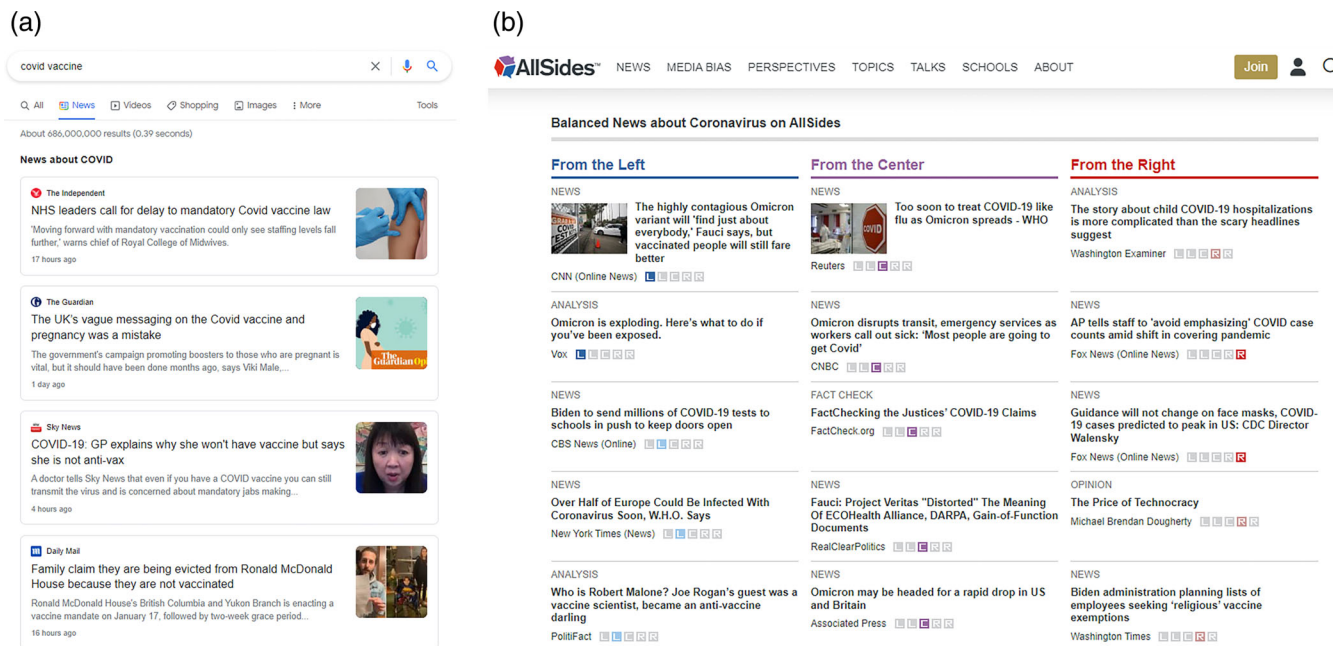 (a)
covid vaccine
All News Videos Shopping Images More Tools
About 686,000,000 results (0.39 seconds)
News about COVID
The Independent
NHS leaders call for delay to mandatory Covid vaccine law
'Moving forward with mandatory vaccination could only see staffing levels fall
further,' warns chief of Royal College of Midwives.
17 hours ago
The Guardian
The UK's vague messaging on the Covid vaccine and
pregnancy was a mistake
The government's campaign promoting boosters to those who are pregnant is
vital, but it should have been done months ago, says Viki Male,...
1 day ago
The
Guardian Op
Sky News
COVID-19: GP explains why she won't have vaccine but says
she is not anti-vax
A doctor tells Sky News that even if you have a COVID vaccine you can still
transmit the virus and is concerned about mandatory jabs making...
4 hours ago
Daily Mail
Family claim they are being evicted from Ronald McDonald
House because they are not vaccinated
Ronald McDonald House's British Columbia and Yukon Branch is enacting a
vaccine mandate on January 17, followed by two-week grace period...
16 hours ago
(b)
AllSides™ NEWS MEDIA BIAS PERSPECTIVES TOPICS TALKS SCHOOLS ABOUT Join
Balanced News about Coronavirus on AllSides
From the Left
NEWS
The highly contagious Omicron
variant will 'find just about
everybody,' Fauci says, but
vaccinated people will still fare
better
CNN (Online News) L L C R R
ANALYSIS
Omicron is exploding. Here's what to do if
you've been exposed.
Vox L L C R R
NEWS
Biden to send millions of COVID-19 tests to
schools in push to keep doors open
CBS News (Online) L L C R R
NEWS
Over Half of Europe Could Be Infected With
Coronavirus Soon, W.H.O. Says
New York Times (News) L L C R R
ANALYSIS
Who is Robert Malone? Joe Rogan's guest was a
vaccine scientist, became an anti-vaccine
darling
PolitiFact L L C R R
From the Center
NEWS
COVID
Too soon to treat COVID-19 like
flu as Omicron spreads - WHO
Reuters L L C R R
NEWS
Omicron disrupts transit, emergency services as
workers call out sick: 'Most people are going to
get Covid'
CNBC L L C R R
FACT CHECK
FactChecking the Justices' COVID-19 Claims
FactCheck.org L L C R R
NEWS
Fauci: Project Veritas "Distorted" The Meaning
Of ECOHealth Alliance, DARPA, Gain-of-Function
Documents
RealClearPolitics L L C R R
NEWS
Omicron may be headed for a rapid drop in US
and Britain
Associated Press L L C R R
From the Right
ANALYSIS
The story about child COVID-19 hospitalizations
is more complicated than the scary headlines
suggest
Washington Examiner L L C R R
NEWS
AP tells staff to 'avoid emphasizing' COVID case
counts amid shift in covering pandemic
Fox News (Online News) L L C R R
NEWS
Guidance will not change on face masks, COVID-
19 cases predicted to peak in US: CDC Director
Walensky
Fox News (Online News) L L C R R
OPINION
The Price of Technocracy
Michael Brendan Dougherty L L C R R
NEWS
Biden administration planning lists of
employees seeking 'religious' vaccine
exemptions
Washington Times L L C R R